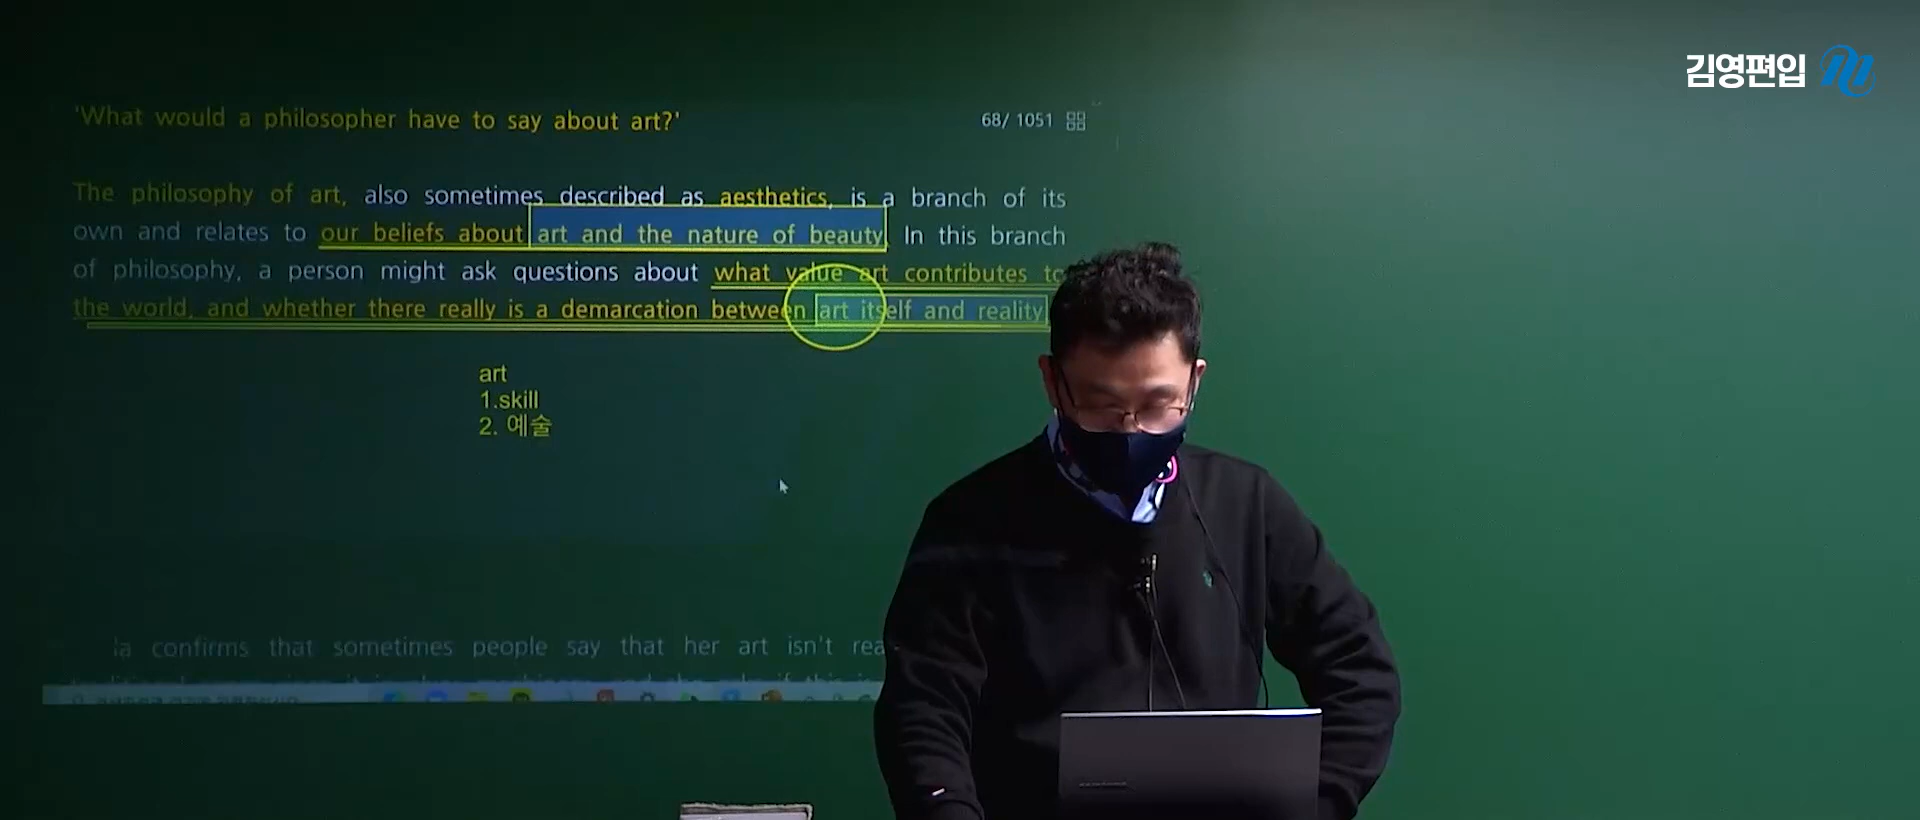 김영편입
'What would a philosopher have to say about art?'
68/ 1051
The philosophy of art, also sometimes described as aesthetics, is a branch of its
own and relates to our beliefs about art and the nature of beauty. In this branch
of philosophy, a person might ask questions about what value art contributes to
the world, and whether there really is a demarcation between art itself and reality
art
1.skill
2. 예술
confirms that sometimes people say that her art isn't